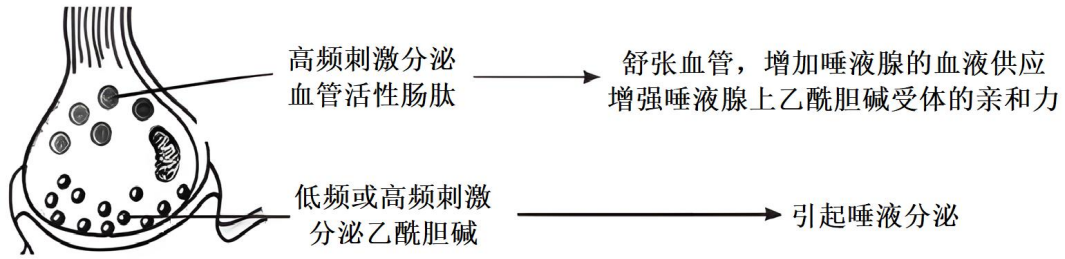 高频刺激分泌
血管活性肠肽
舒张血管，增加唾液腺的血液供应
增强唾液腺上乙酰胆碱受体的亲和力
低频或高频刺激
分泌乙酰胆碱
引起唾液分泌